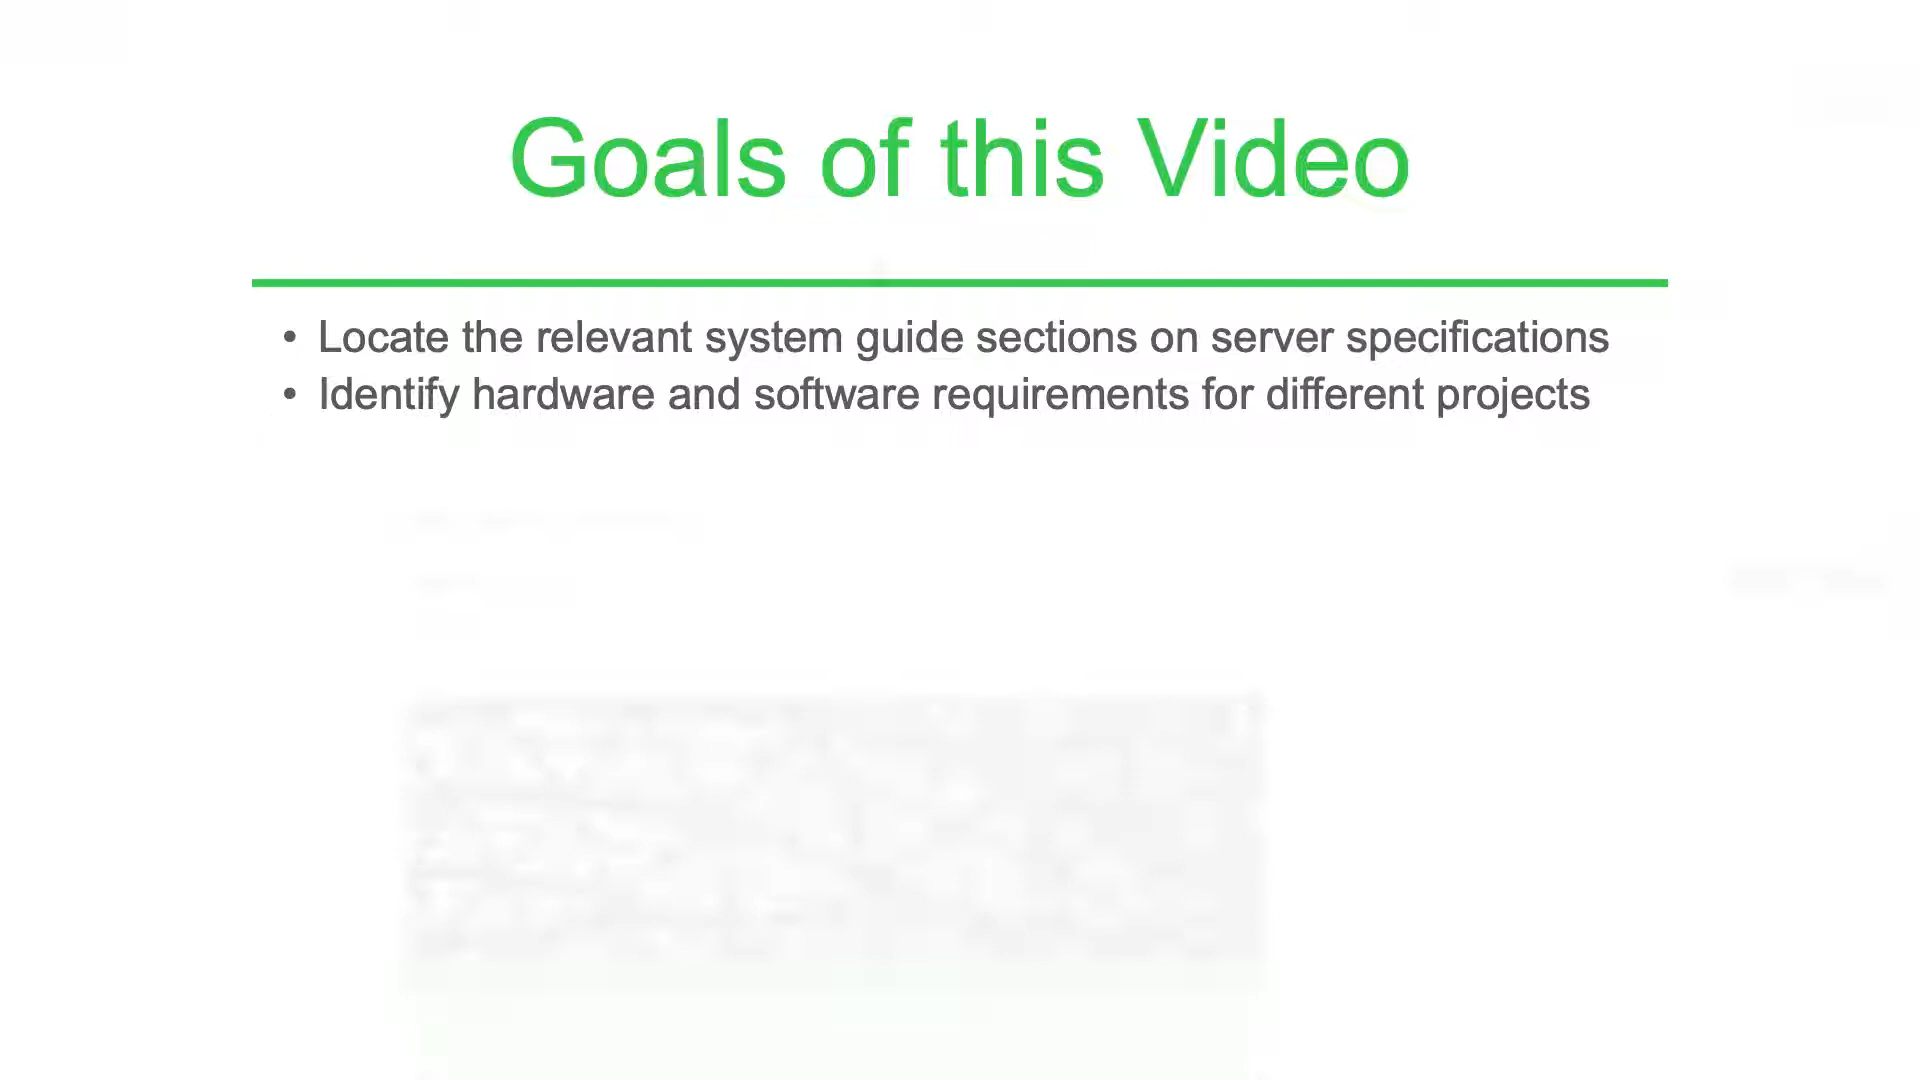 Goals of this Video
• Locate the relevant system guide sections on server specifications
• Identify hardware and software requirements for different projects